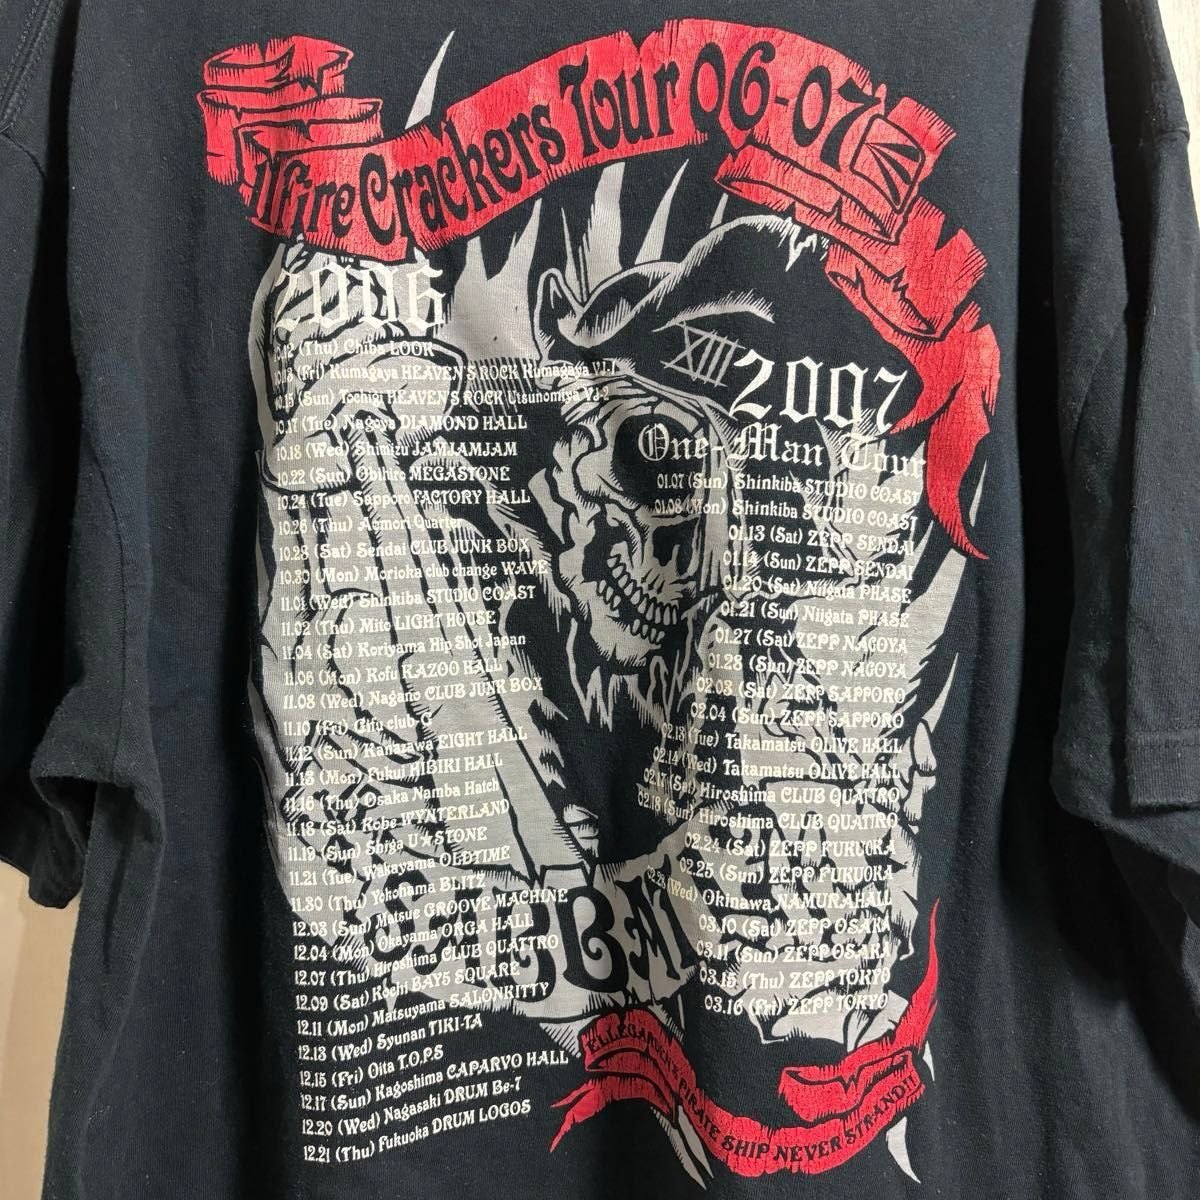 lfire Crackers Tour 06-07
2006
10.12 (Thu) Chiba LOOK
10.13 (Fri) Kumagaya HEAVEN'S ROCK Kumagaya VJ-1
10.15 (Sun) Tochigi HEAVEN'S ROCK Utsunomiya VJ-2
10.17 (Tue) Nagoya DIAMOND HALL
10.18 (Wed) Shimizu JAMJAMJAM
10.22 (Sun) Obihiro MEGASTONE
10.24 (Tue) Sapporo FACTORY HALL
10.26 (Thu) Aomori Quarter
10.28 (Sat) Sendai CLUB JUNK BOX
10.30 (Mon) Morioka club change WAVE
11.01 (Wed) Shinkiba STUDIO COAST
11.02 (Thu) Mito LIGHT HOUSE
11.04 (Sat) Koriyama Hip Shot Japan
11.06 (Mon) Kofu KAZOO HALL
11.08 (Wed) Nagano CLUB JUNK BOX
11.10 (Fri) Gifu club-G
11.12 (Sun) Kanazawa EIGHT HALL
11.13 (Mon) Fukui HIBIKI HALL
11.16 (Thu) Osaka Namba Hatch
11.18 (Sat) Kobe WYNTERLAND
11.19 (Sun) Shiga U★STONE
11.21 (Tue) Wakayama OLDTIME
11.30 (Thu) Yokohama BLITZ
12.03 (Sun) Matsue GROOVE MACHINE
12.04 (Mon) Okayama ORGA HALL
12.07 (Thu) Hiroshima CLUB QUATTRO
12.09 (Sat) Kochi BAY5 SQUARE
12.11 (Mon) Matsuyama SALONKITTY
12.13 (Wed) Syunan TIKI-TA
12.15 (Fri) Oita T.O.P.S
12.17 (Sun) Kagoshima CAPARVO HALL
12.20 (Wed) Nagasaki DRUM Be-7
12.21 (Thu) Fukuoka DRUM LOGOS
XIII
2007
One-Man Tour
01.07 (Sun) Shinkiba STUDIO COAST
01.08 (Mon) Shinkiba STUDIO COAST
01.13 (Sat) ZEPP SENDAI
01.14 (Sun) ZEPP SENDAI
01.20 (Sat) Niigata PHASE
01.21 (Sun) Niigata PHASE
01.27 (Sat) ZEPP NAGOYA
01.28 (Sun) ZEPP NAGOYA
02.03 (Sat) ZEPP SAPPORO
02.04 (Sun) ZEPP SAPPORO
02.13 (Tue) Takamatsu OLIVE HALL
02.14 (Wed) Takamatsu OLIVE HALL
02.17 (Sat) Hiroshima CLUB QUATTRO
02.18 (Sun) Hiroshima CLUB QUATTRO
02.24 (Sat) ZEPP FUKUOKA
02.25 (Sun) ZEPP FUKUOKA
02.28 (Wed) Okinawa NAMURAHALL
03.10 (Sat) ZEPP OSAKA
03.11 (Sun) ZEPP OSAKA
03.15 (Thu) ZEPP TOKYO
03.16 (Fri) ZEPP TOKYO
ELLEGARDEN'S PIRATE SHIP NEVER STRAND!!